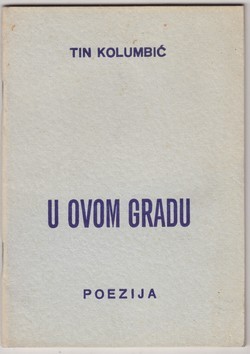 TIN KOLUMBIĆ
U OVOM GRADU
POEZIJA